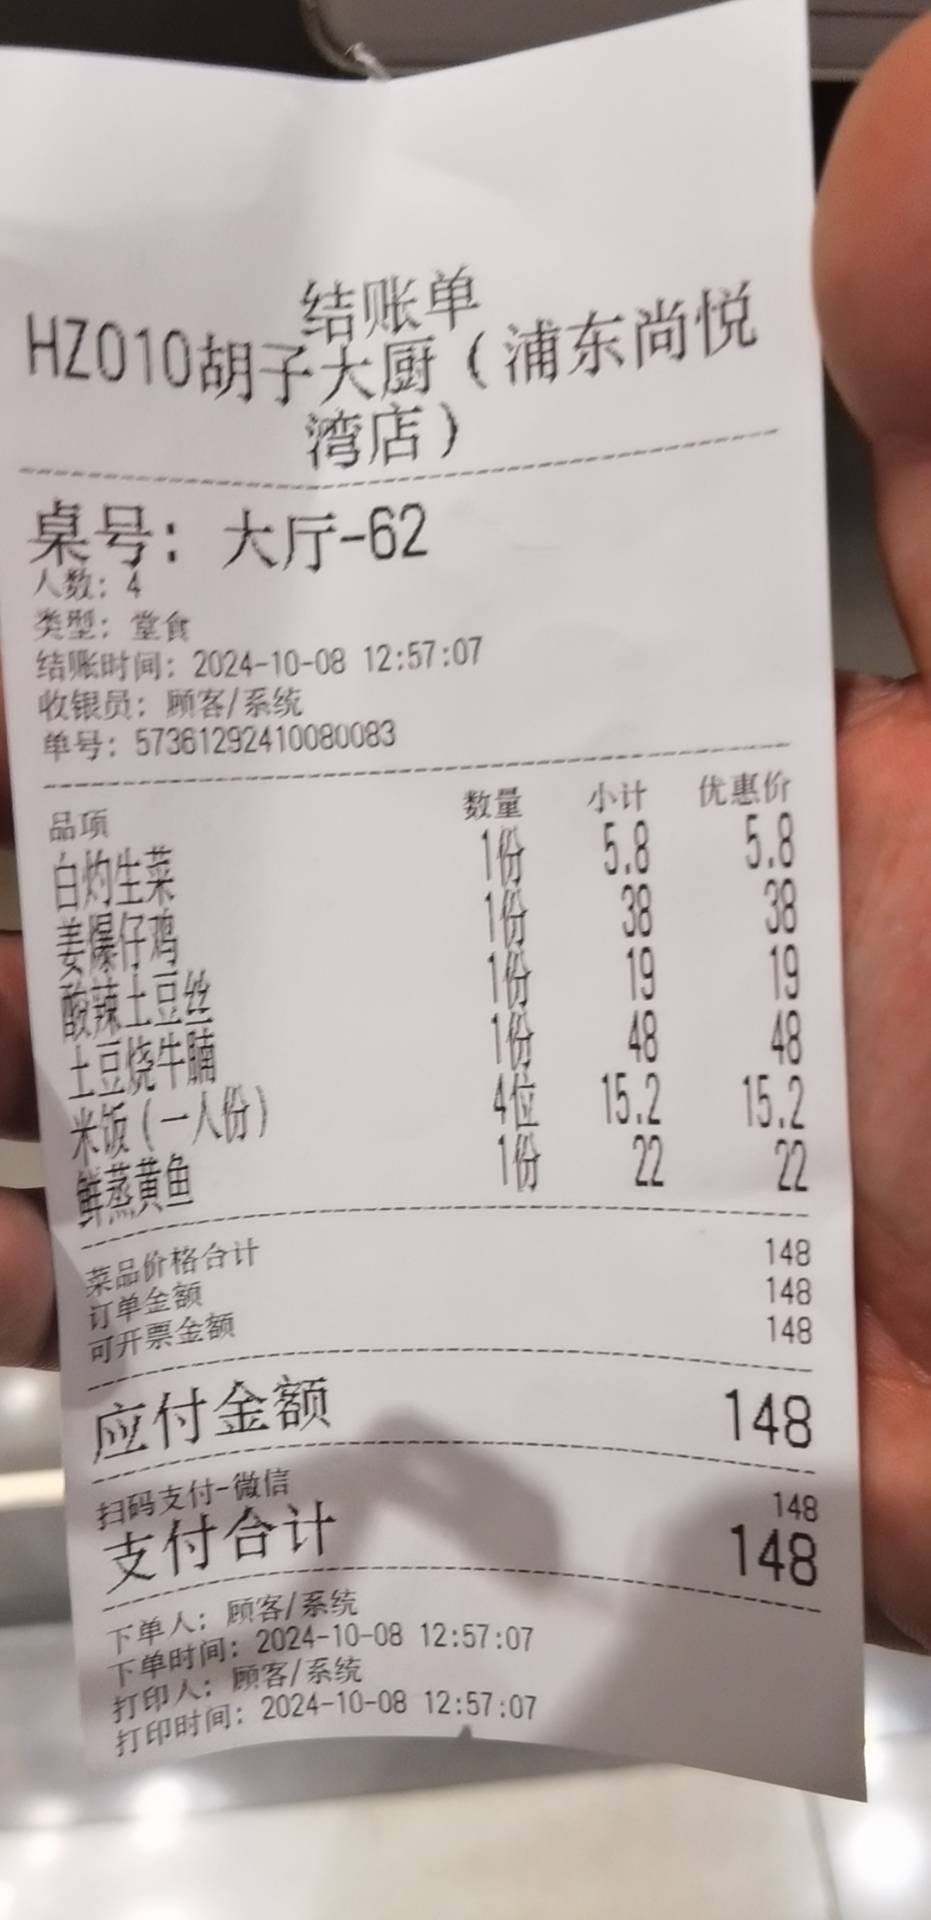 结账单
HZ010胡子大厨（浦东尚悦
湾店）
桌号：大厅-62
人数：4
类型：堂食
结账时间：2024-10-08 12:57:07
收银员：顾客/系统
单号：57361292410080083
品项 数量 小计 优惠价
白灼生菜 1份 5.8 5.8
姜爆仔鸡 1份 38 38
酸辣土豆丝 1份 19 19
土豆烧牛腩 1份 48 48
米饭（一人份） 4位 15.2 15.2
鲜蒸黄鱼 1份 22 22
菜品价格合计 148
订单金额 148
可开票金额 148
应付金额 148
扫码支付-微信 148
支付合计 148
下单人：顾客/系统
下单时间：2024-10-08 12:57:07
打印人：顾客/系统
打印时间：2024-10-08 12:57:07